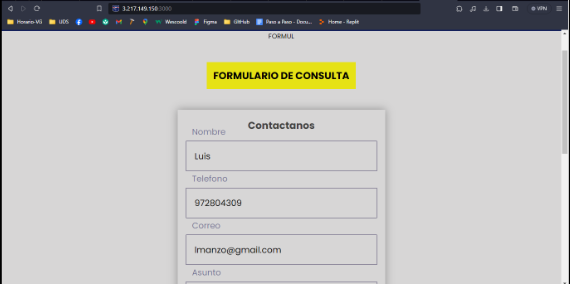 3.217.149.158:3000
Horario-VG UDS Wescoold Figma GitHub Paso a Paso - Docu... Home - Replit
VPN
FORMUL
FORMULARIO DE CONSULTA
Contactanos
Nombre
Luis
Telefono
972804309
Correo
lmanzo@gmail.com
Asunto